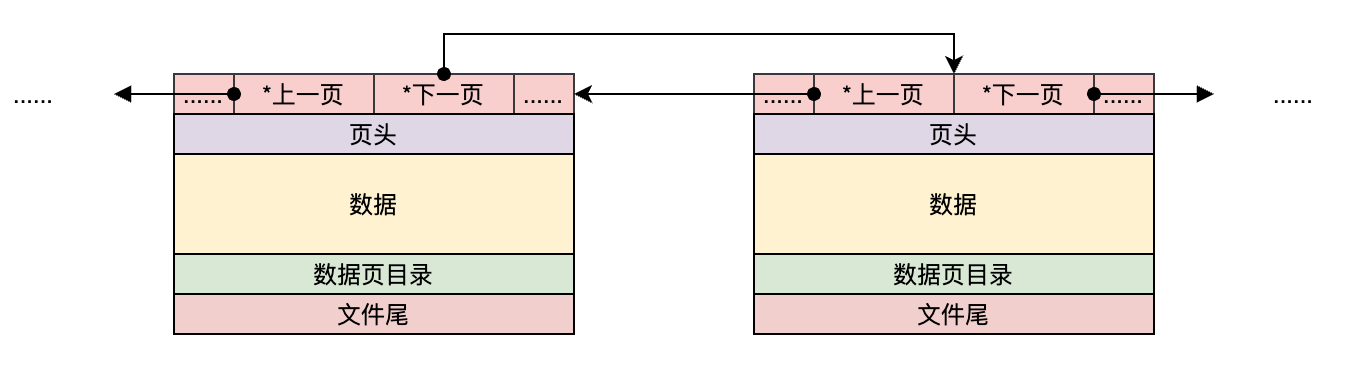 ...... ...... *上一页 *下一页 ...... ...... *上一页 *下一页 ...... ......
页头 页头
数据 数据
数据页目录 数据页目录
文件尾 文件尾